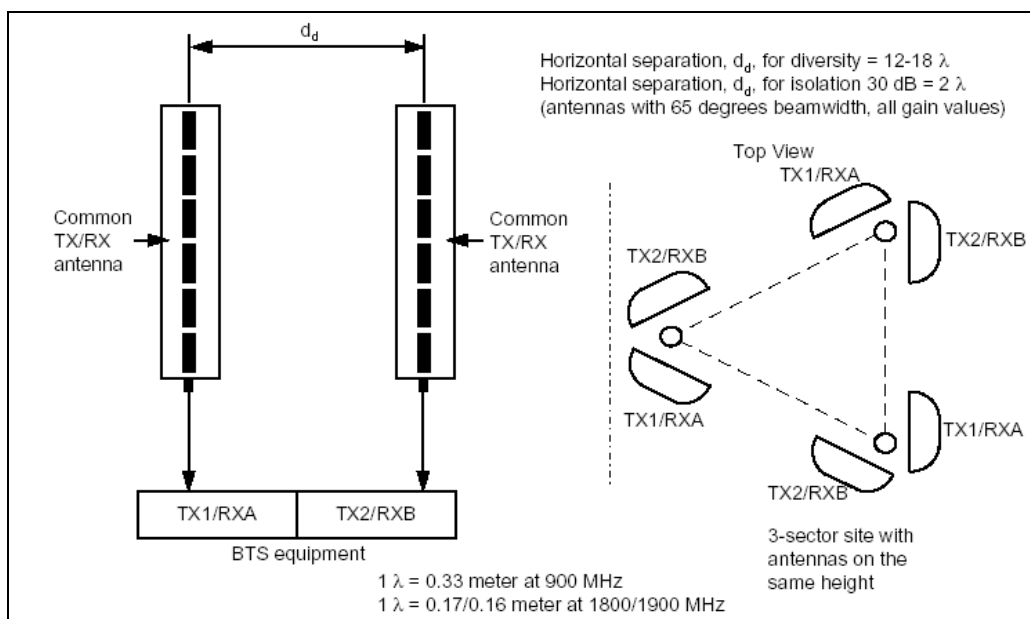 d_d
Horizontal separation, d_d, for diversity = 12-18 λ
Horizontal separation, d_d, for isolation 30 dB = 2 λ
(antennas with 65 degrees beamwidth, all gain values)
Top View
TX1/RXA
TX2/RXB
TX2/RXB
TX1/RXA
TX1/RXA
TX2/RXB
3-sector site with
antennas on the
same height
Common
TX/RX
antenna
Common
TX/RX
antenna
TX1/RXA
TX2/RXB
BTS equipment
1 λ = 0.33 meter at 900 MHz
1 λ = 0.17/0.16 meter at 1800/1900 MHz